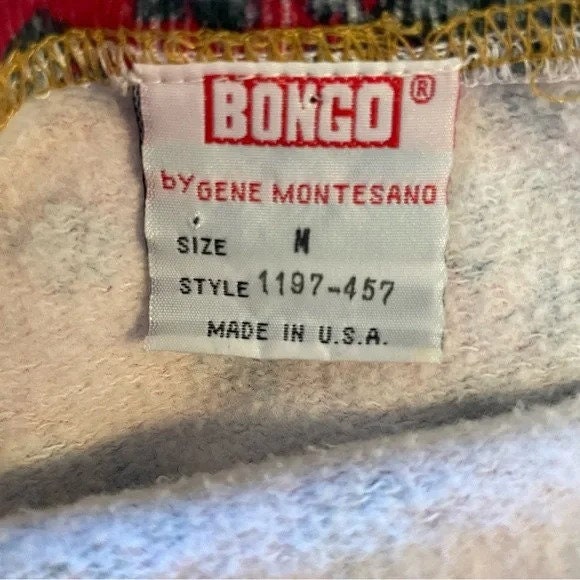 BONGO®
by GENE MONTESANO
SIZE M
STYLE 1197-457
MADE IN U.S.A.